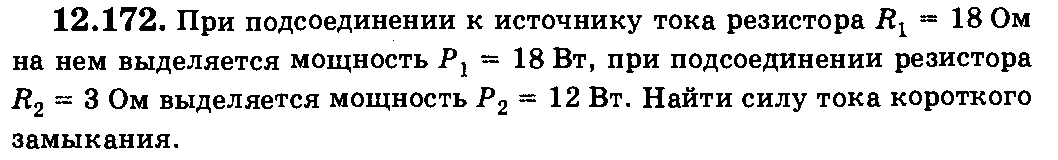 12.172. При подсоединении к источнику тока резистора R₁ = 18 Ом
на нем выделяется мощность P₁ = 18 Вт, при подсоединении резистора
R₂ = 3 Ом выделяется мощность P₂ = 12 Вт. Найти силу тока короткого
замыкания.